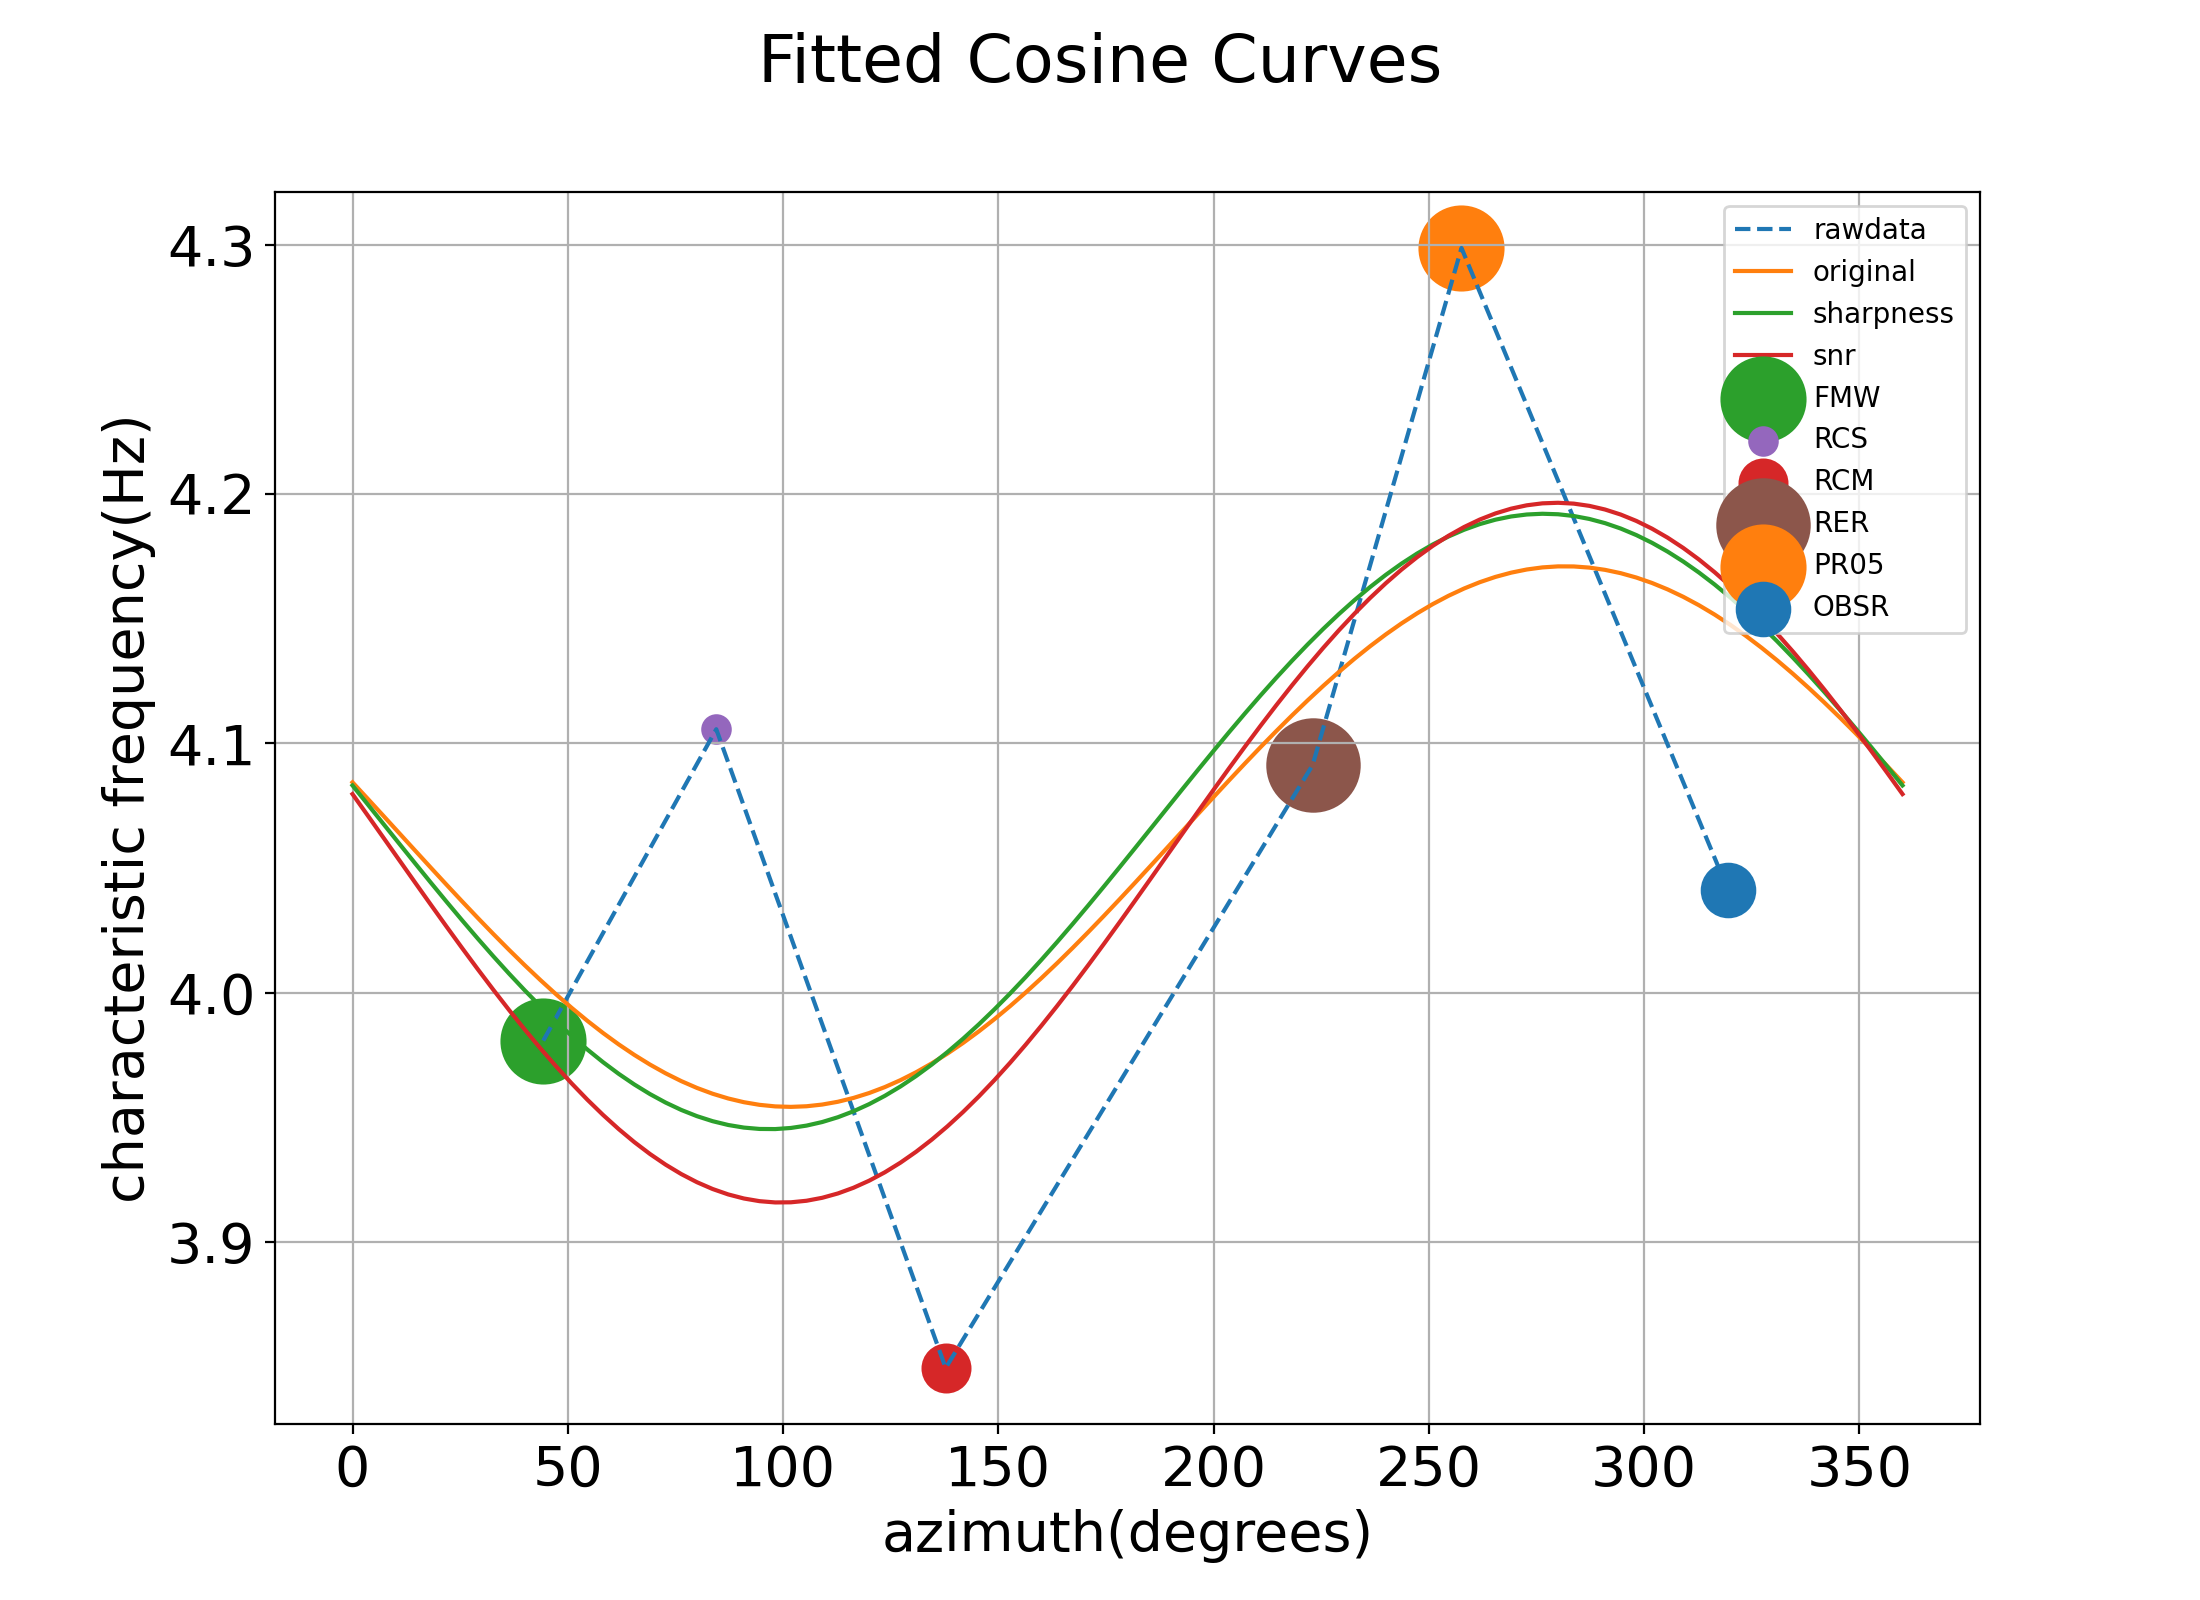 Fitted Cosine Curves
characteristic frequency(Hz)
4.3
4.2
4.1
4.0
3.9
rawdata
original
sharpness
snr
FMW
RCS
RCM
RER
PR05
OBSR
0 50 100 150 200 250 300 350
azimuth(degrees)